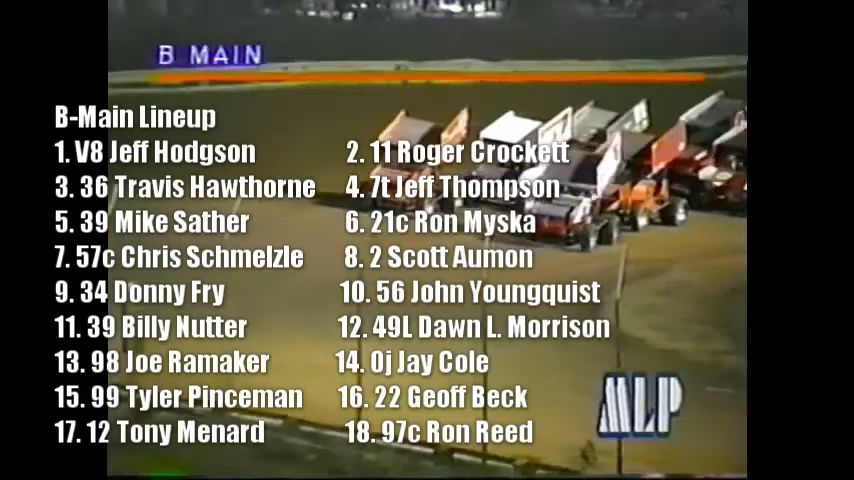 B MAIN
B-Main Lineup
1. V8 Jeff Hodgson 2. 11 Roger Crockett
3. 36 Travis Hawthorne 4. 7t Jeff Thompson
5. 39 Mike Sather 6. 21c Ron Myska
7. 57c Chris Schmelzle 8. 2 Scott Aumon
9. 34 Donny Fry 10. 56 John Youngquist
11. 39 Billy Nutter 12. 49L Dawn L. Morrison
13. 98 Joe Ramaker 14. 0j Jay Cole
15. 99 Tyler Pinceman 16. 22 Geoff Beck
17. 12 Tony Menard 18. 97c Ron Reed
MLP